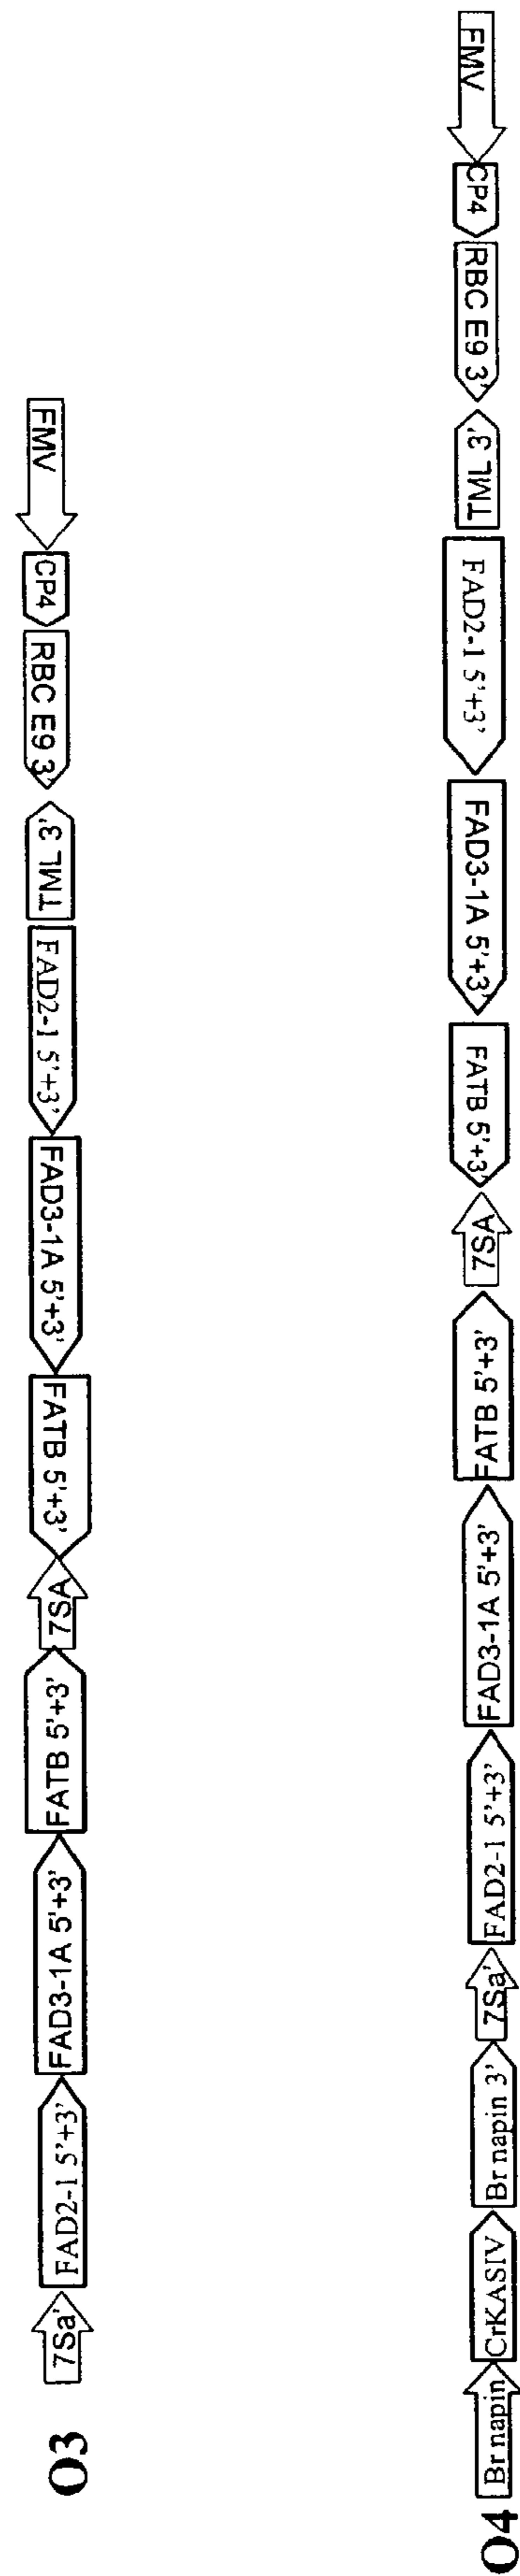 FMV
CP4
RBC E9 3'
TML 3'
FAD2-1 5'+3'
FAD3-1A 5'+3'
FATB 5'+3'
7SA
FATB 5'+3'
FAD3-1A 5'+3'
FAD2-1 5'+3'
7Sa'
O3
FMV
CP4
RBC E9 3'
TML 3'
FAD2-1 5'+3'
FAD3-1A 5'+3'
FATB 5'+3'
7SA
FATB 5'+3'
FAD3-1A 5'+3'
FAD2-1 5'+3'
7Sa'
Br napin 3'
CrKASIV
Br napin
O4